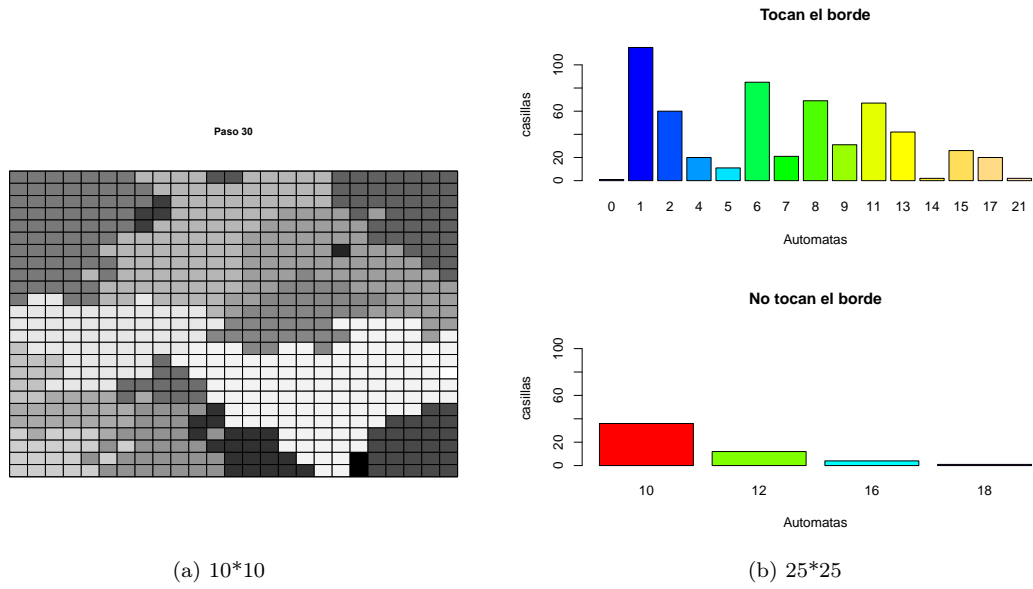 Paso 30
(a) 10*10
Tocan el borde
casillas
100
60
20
0
0 1 2 4 5 6 7 8 9 11 13 14 15 17 21
Automatas
No tocan el borde
casillas
100
60
20
0
10 12 16 18
Automatas
(b) 25*25